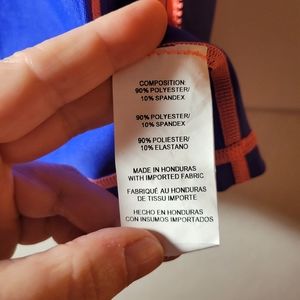 COMPOSITION:
90% POLYESTER/
10% SPANDEX
90% POLYESTER/
10% SPANDEX
90% POLIESTER/
10% ELASTANO
MADE IN HONDURAS
WITH IMPORTED FABRIC
FABRIQUÉ AU HONDURAS
DE TISSU IMPORTE
HECHO EN HONDURAS
CON INSUMOS IMPORTADOS